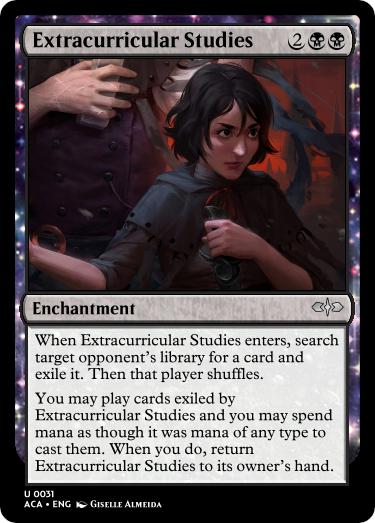 Extracurricular Studies 2
Enchantment
When Extracurricular Studies enters, search
target opponent's library for a card and
exile it. Then that player shuffles.
You may play cards exiled by
Extracurricular Studies and you may spend
mana as though it was mana of any type to
cast them. When you do, return
Extracurricular Studies to its owner's hand.
U 0031
ACA • ENG Giselle Almeida